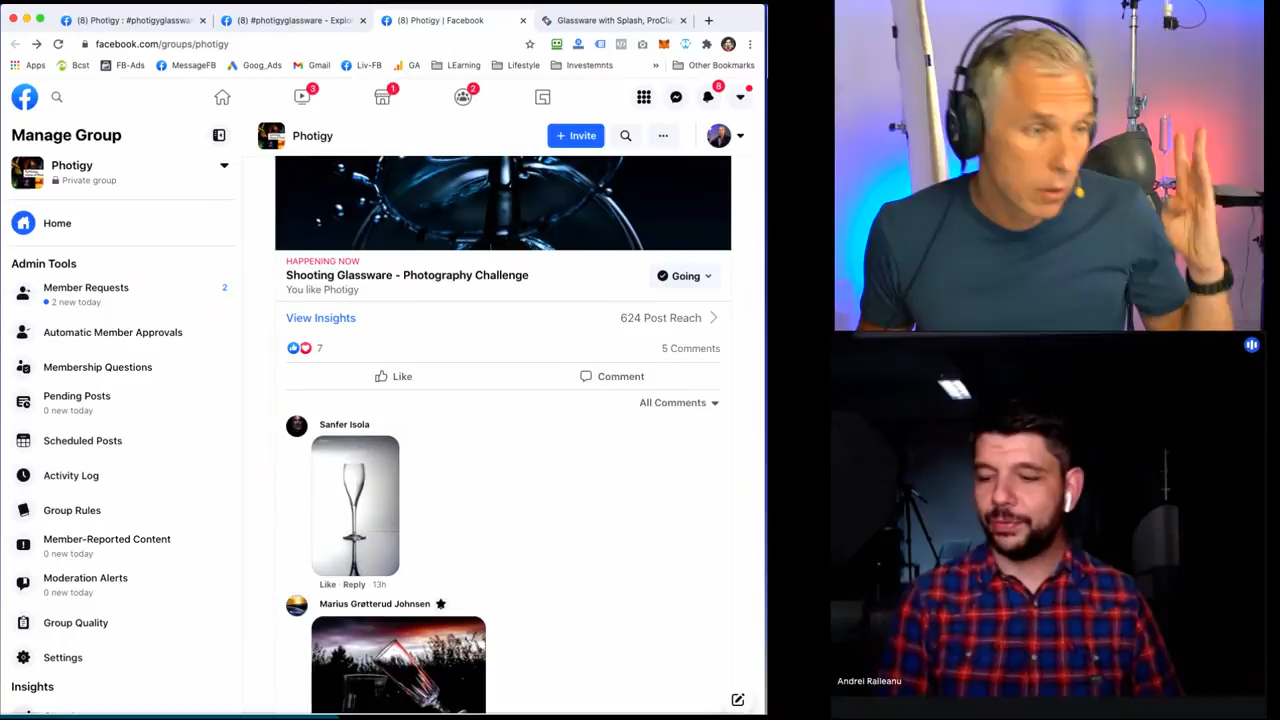 (8) Photigy : #photigyglasswa
(8) #photigyglassware - Explo
(8) Photigy | Facebook
Glassware with Splash, ProClu
facebook.com/groups/photigy
Apps
Bcst
FB-Ads
MessageFB
Goog_Ads
Gmail
Liv-FB
GA
LEarning
Lifestyle
Investemnts
»
Other Bookmarks
3
1
2
8
Manage Group
Photigy
Private group
Home
Admin Tools
Member Requests
2
2 new today
Automatic Member Approvals
Membership Questions
Pending Posts
0 new today
Scheduled Posts
Activity Log
Group Rules
Member-Reported Content
0 new today
Moderation Alerts
0 new today
Group Quality
Settings
Insights
Photigy
+ Invite
HAPPENING NOW
Shooting Glassware - Photography Challenge
You like Photigy
Going
View Insights
624 Post Reach
7
5 Comments
Like
Comment
All Comments
Sanfer Isola
Like · Reply · 13h
Marius Grøtterud Johnsen
Andrei Raileanu